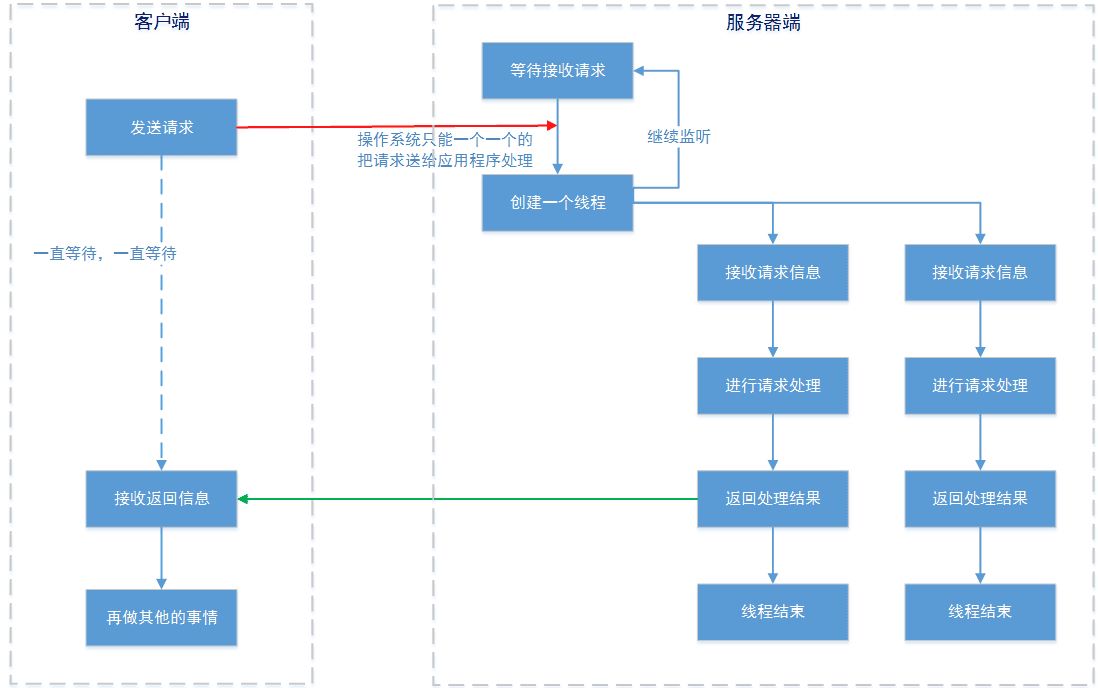 客户端
发送请求
一直等待，一直等待
接收返回信息
再做其他的事情
服务器端
等待接收请求
操作系统只能一个一个的
把请求送给应用程序处理
继续监听
创建一个线程
接收请求信息
进行请求处理
返回处理结果
线程结束
接收请求信息
进行请求处理
返回处理结果
线程结束